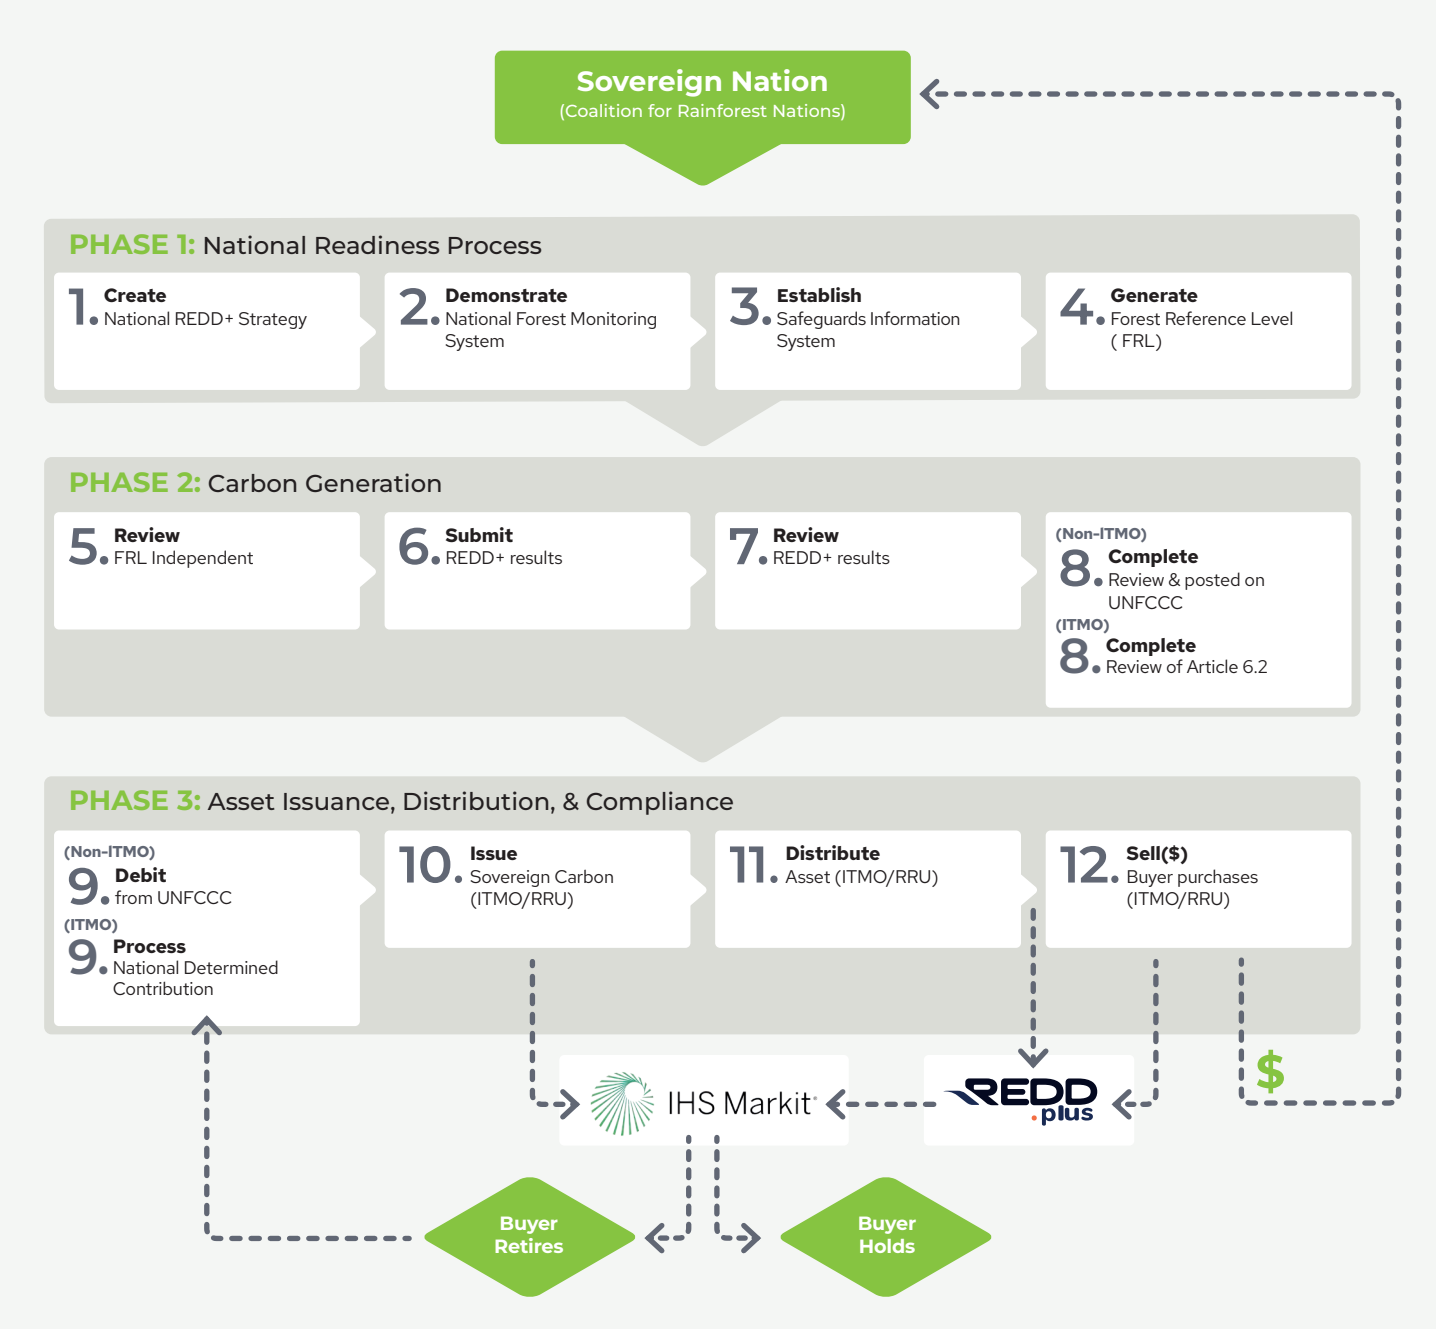 Sovereign Nation
(Coalition for Rainforest Nations)
PHASE 1: National Readiness Process
1. Create
National REDD+ Strategy
2. Demonstrate
National Forest Monitoring
System
3. Establish
Safeguards Information
System
4. Generate
Forest Reference Level
( FRL)
PHASE 2: Carbon Generation
5. Review
FRL Independent
6. Submit
REDD+ results
7. Review
REDD+ results
(Non-ITMO)
8. Complete
Review & posted on
UNFCCC
(ITMO)
8. Complete
Review of Article 6.2
PHASE 3: Asset Issuance, Distribution, & Compliance
(Non-ITMO)
9. Debit
from UNFCCC
(ITMO)
9. Process
National Determined
Contribution
10. Issue
Sovereign Carbon
(ITMO/RRU)
11. Distribute
Asset (ITMO/RRU)
12. Sell($)
Buyer purchases
(ITMO/RRU)
$
IHS Markit
REDD
.plus
Buyer
Retires
Buyer
Holds